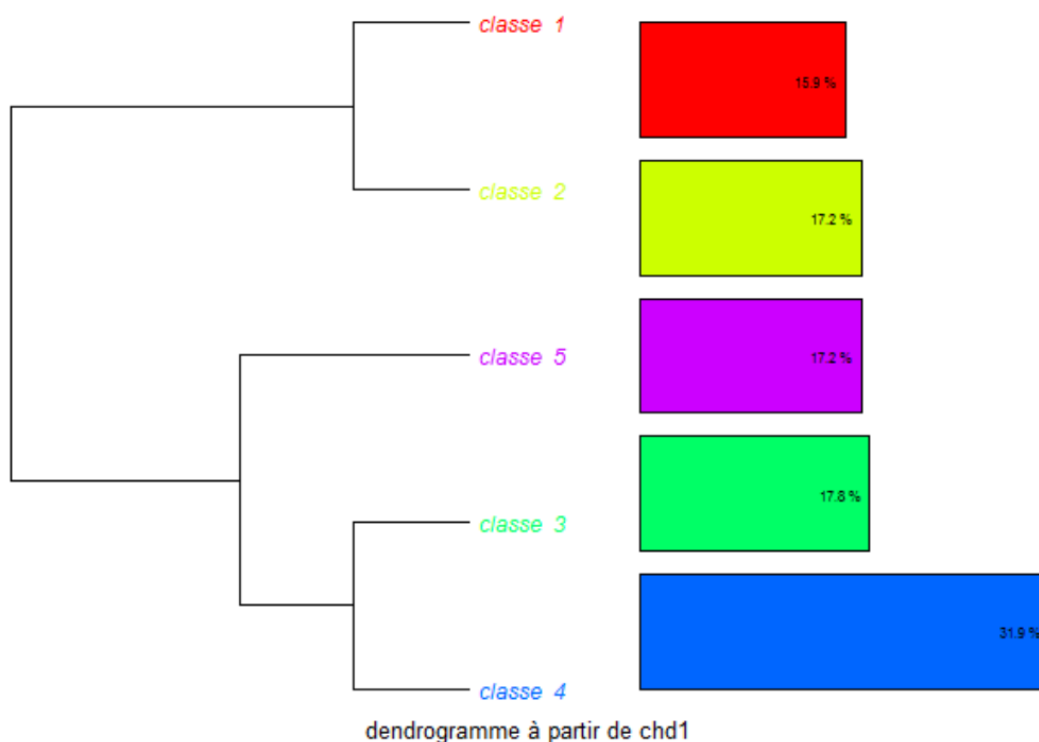 classe 1
15.9 %
classe 2
17.2 %
classe 5
17.2 %
classe 3
17.8 %
classe 4
31.9 %
dendrogramme à partir de chd1